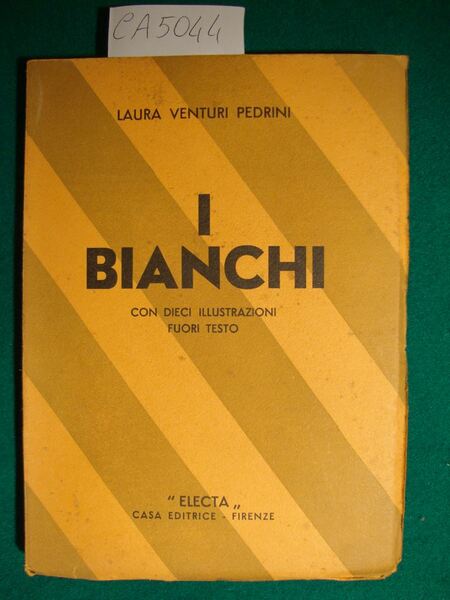 CA5044
LAURA VENTURI PEDRINI
I
BIANCHI
CON DIECI ILLUSTRAZIONI
FUORI TESTO
"ELECTA„
CASA EDITRICE - FIRENZE